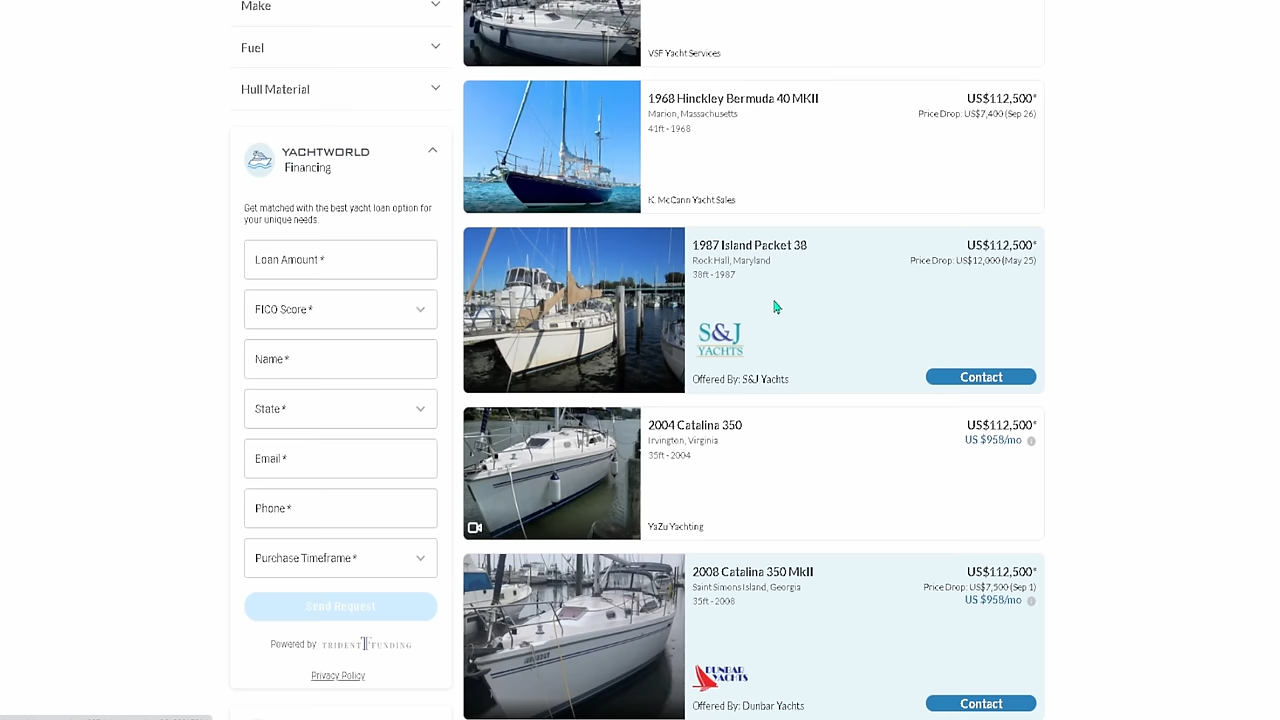 Make
Fuel
Hull Material
YACHTWORLD
Financing
Get matched with the best yacht loan option for
your unique needs.
Loan Amount *
FICO Score *
Name *
State *
Email *
Phone *
Purchase Timeframe *
Send Request
Powered by TRIDENT FUNDING
Privacy Policy
VSF Yacht Services
1968 Hinckley Bermuda 40 MKII
US$112,500*
Marion, Massachusetts
Price Drop: US$7,400 (Sep 26)
41ft - 1968
K. McCann Yacht Sales
1987 Island Packet 38
US$112,500*
Rock Hall, Maryland
Price Drop: US$12,000 (May 25)
38ft - 1987
S&J
YACHTS
Offered By: S&J Yachts
Contact
2004 Catalina 350
US$112,500*
Irvington, Virginia
US $958/mo
35ft - 2004
YaZu Yachting
2008 Catalina 350 MkII
US$112,500*
Saint Simons Island, Georgia
Price Drop: US$7,500 (Sep 1)
35ft - 2008
US $958/mo
DUNBAR
YACHTS
Offered By: Dunbar Yachts
Contact